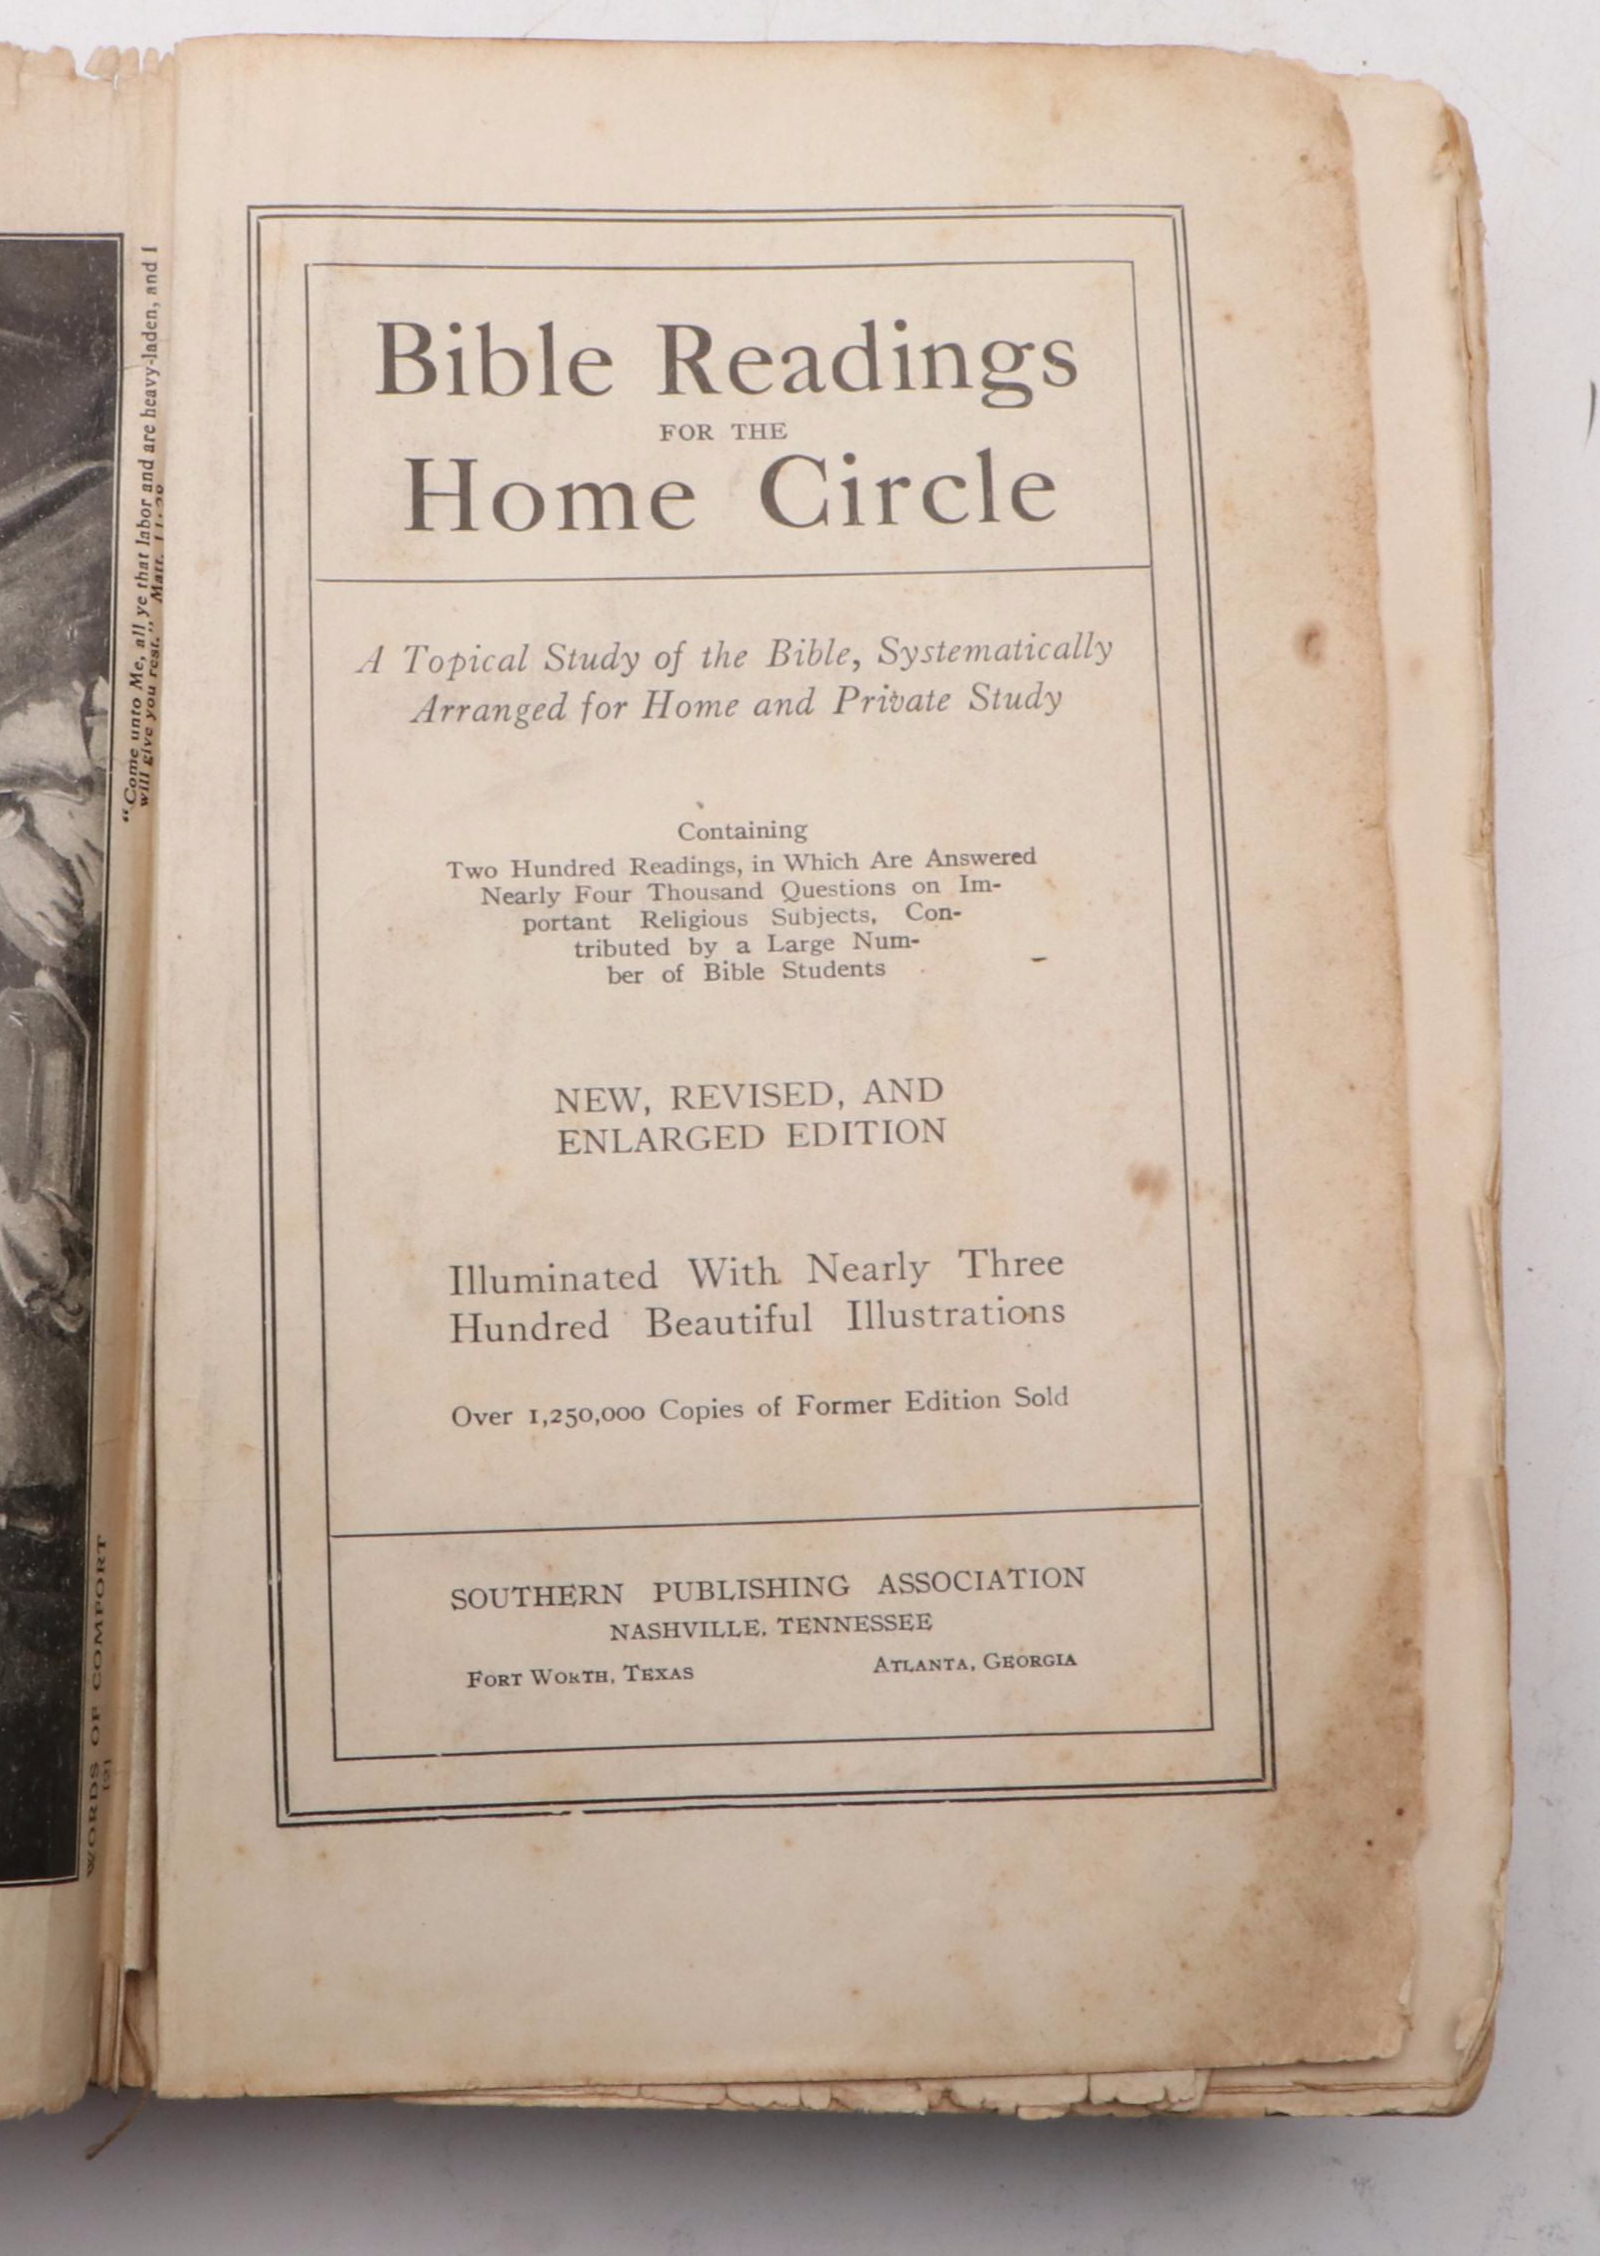 "Come unto Me, all ye that labor and are heavy-laden, and I
will give you rest." Matt. 11:28
WORDS OF COMFORT
[2]
Bible Readings
FOR THE
Home Circle
A Topical Study of the Bible, Systematically
Arranged for Home and Private Study
Containing
Two Hundred Readings, in Which Are Answered
Nearly Four Thousand Questions on Im-
portant Religious Subjects, Con-
tributed by a Large Num-
ber of Bible Students
NEW, REVISED, AND
ENLARGED EDITION
Illuminated With Nearly Three
Hundred Beautiful Illustrations
Over 1,250,000 Copies of Former Edition Sold
SOUTHERN PUBLISHING ASSOCIATION
NASHVILLE, TENNESSEE
FORT WORTH, TEXAS ATLANTA, GEORGIA